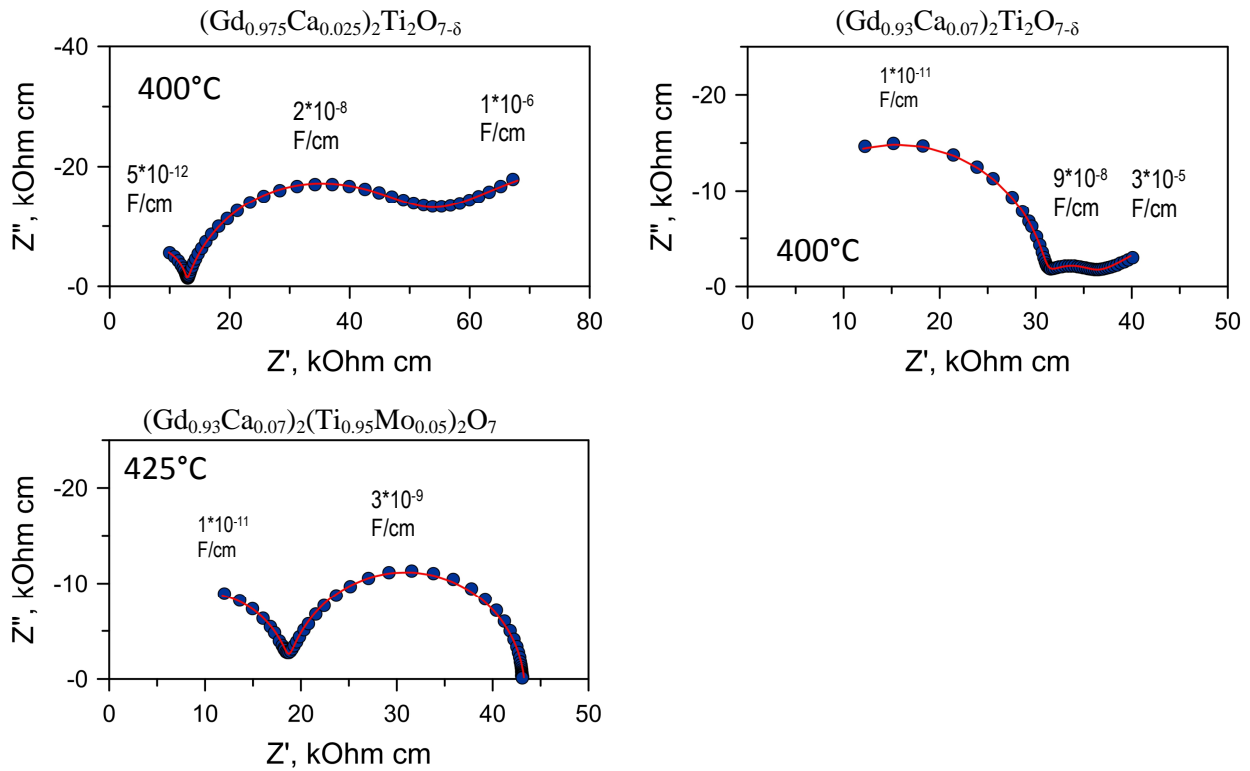 (Gd₀.₉₇₅Ca₀.₀₂₅)₂Ti₂O₇₋δ
-40
400°C
1*10⁻⁶
F/cm
2*10⁻⁸
F/cm
5*10⁻¹²
F/cm
-20
-0
Z", kOhm cm
0 20 40 60 80
Z', kOhm cm
(Gd₀.₉₃Ca₀.₀₇)₂Ti₂O₇₋δ
1*10⁻¹¹
F/cm
-20
-10
-0
9*10⁻⁸
F/cm
3*10⁻⁵
F/cm
400°C
Z", kOhm cm
0 10 20 30 40 50
Z', kOhm cm
(Gd₀.₉₃Ca₀.₀₇)₂(Ti₀.₉₅Mo₀.₀₅)₂O₇
425°C
-20
-10
-0
1*10⁻¹¹
F/cm
3*10⁻⁹
F/cm
Z", kOhm cm
0 10 20 30 40 50
Z', kOhm cm